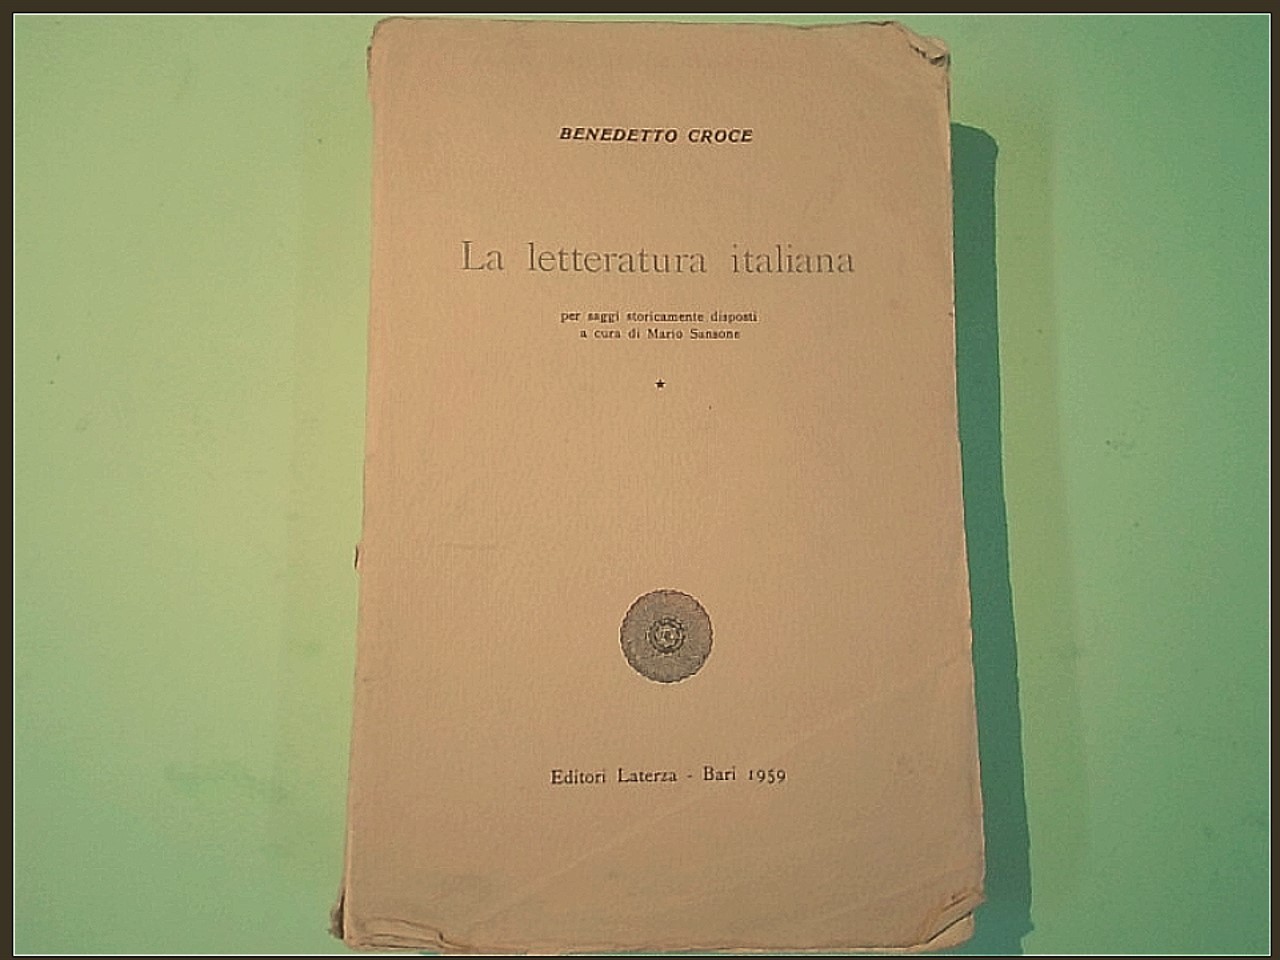 BENEDETTO CROCE
La letteratura italiana
per saggi storicamente disposti
a cura di Mario Sansone
Editori Laterza - Bari 1959